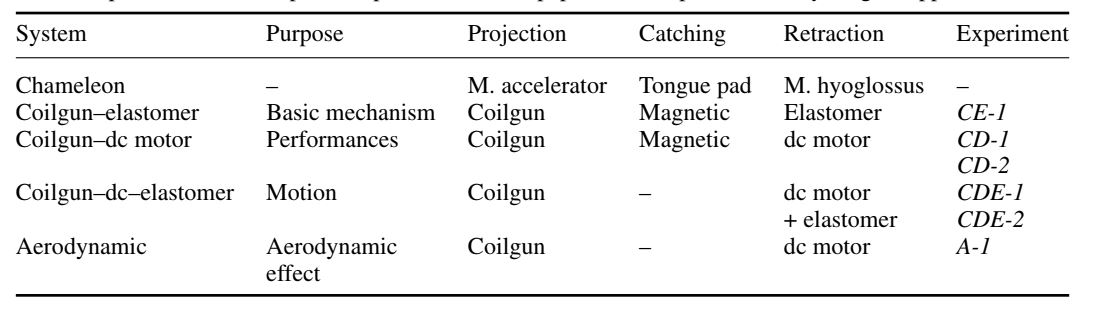 System Purpose Projection Catching Retraction Experiment
Chameleon – M. accelerator Tongue pad M. hyoglossus –
Coilgun–elastomer Basic mechanism Coilgun Magnetic Elastomer CE-1
Coilgun–dc motor Performances Coilgun Magnetic dc motor CD-1
CD-2
Coilgun–dc–elastomer Motion Coilgun – dc motor CDE-1
+ elastomer CDE-2
Aerodynamic Aerodynamic Coilgun – dc motor A-1
effect